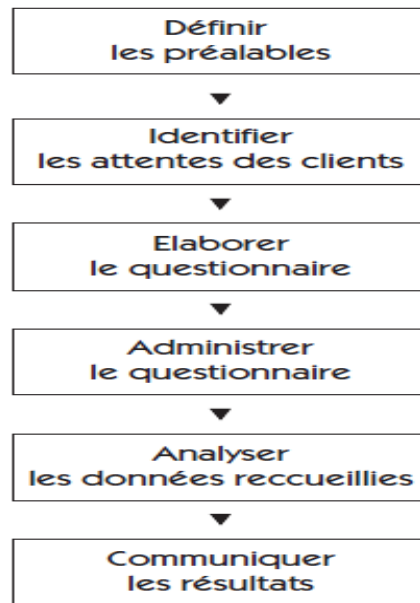 Définir
les préalables
Identifier
les attentes des clients
Elaborer
le questionnaire
Administrer
le questionnaire
Analyser
les données reccueillies
Communiquer
les résultats